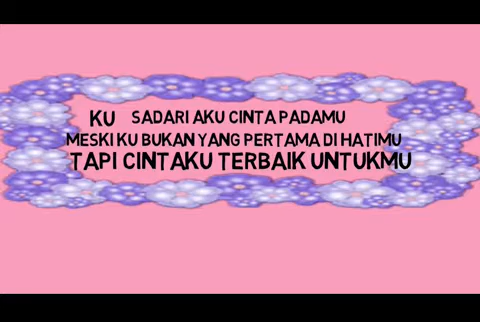 KU SADARI AKU CINTA PADAMU
MESKI KU BUKAN YANG PERTAMA DI HATIMU
TAPI CINTAKU TERBAIK UNTUKMU